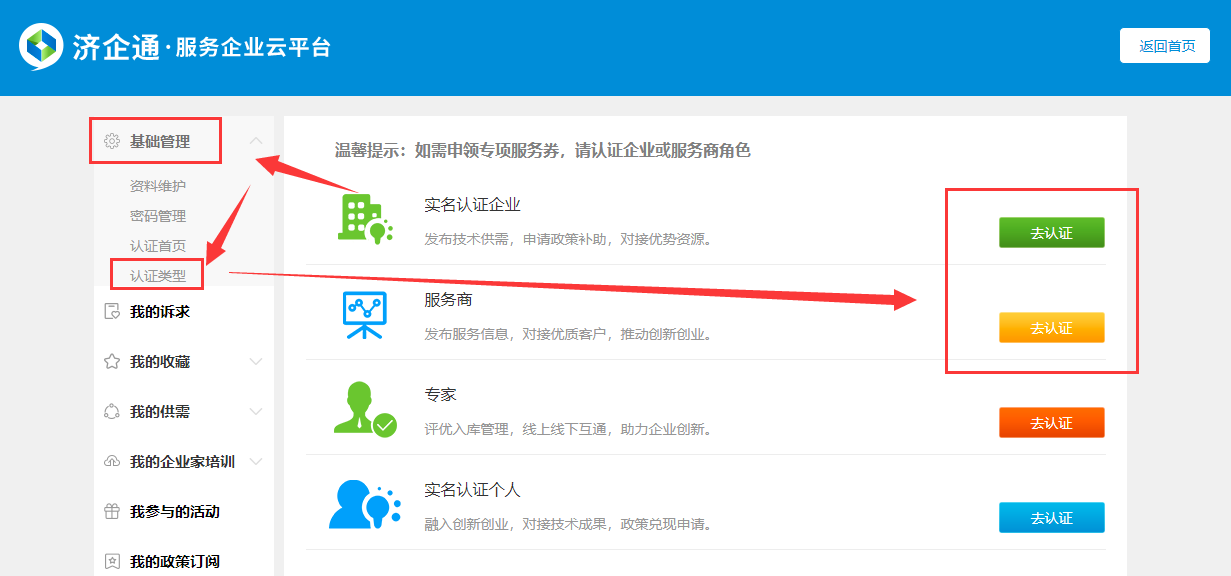 济企通·服务企业云平台
返回首页
基础管理
资料维护
密码管理
认证首页
认证类型
我的诉求
我的收藏
我的供需
我的企业家培训
我参与的活动
我的政策订阅
温馨提示：如需申领专项服务券，请认证企业或服务商角色
实名认证企业
发布技术供需，申请政策补助，对接优势资源。
去认证
服务商
发布服务信息，对接优质客户，推动创新创业。
去认证
专家
评优入库管理，线上线下互通，助力企业创新。
去认证
实名认证个人
融入创新创业，对接技术成果，政策兑现申请。
去认证